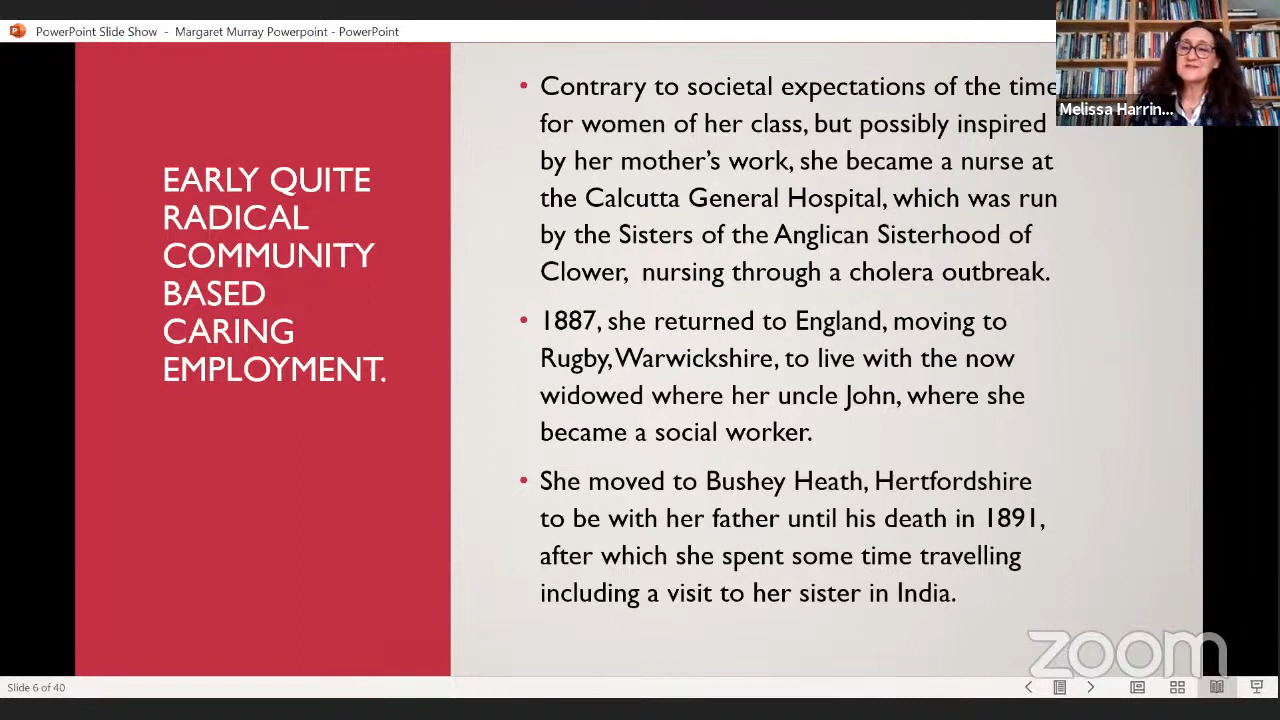 PowerPoint Slide Show - Margaret Murray Powerpoint - PowerPoint
Melissa Harrin...
EARLY QUITE
RADICAL
COMMUNITY
BASED
CARING
EMPLOYMENT.
• Contrary to societal expectations of the time
for women of her class, but possibly inspired
by her mother's work, she became a nurse at
the Calcutta General Hospital, which was run
by the Sisters of the Anglican Sisterhood of
Clower, nursing through a cholera outbreak.
• 1887, she returned to England, moving to
Rugby, Warwickshire, to live with the now
widowed where her uncle John, where she
became a social worker.
• She moved to Bushey Heath, Hertfordshire
to be with her father until his death in 1891,
after which she spent some time travelling
including a visit to her sister in India.
zoom
Slide 6 of 40